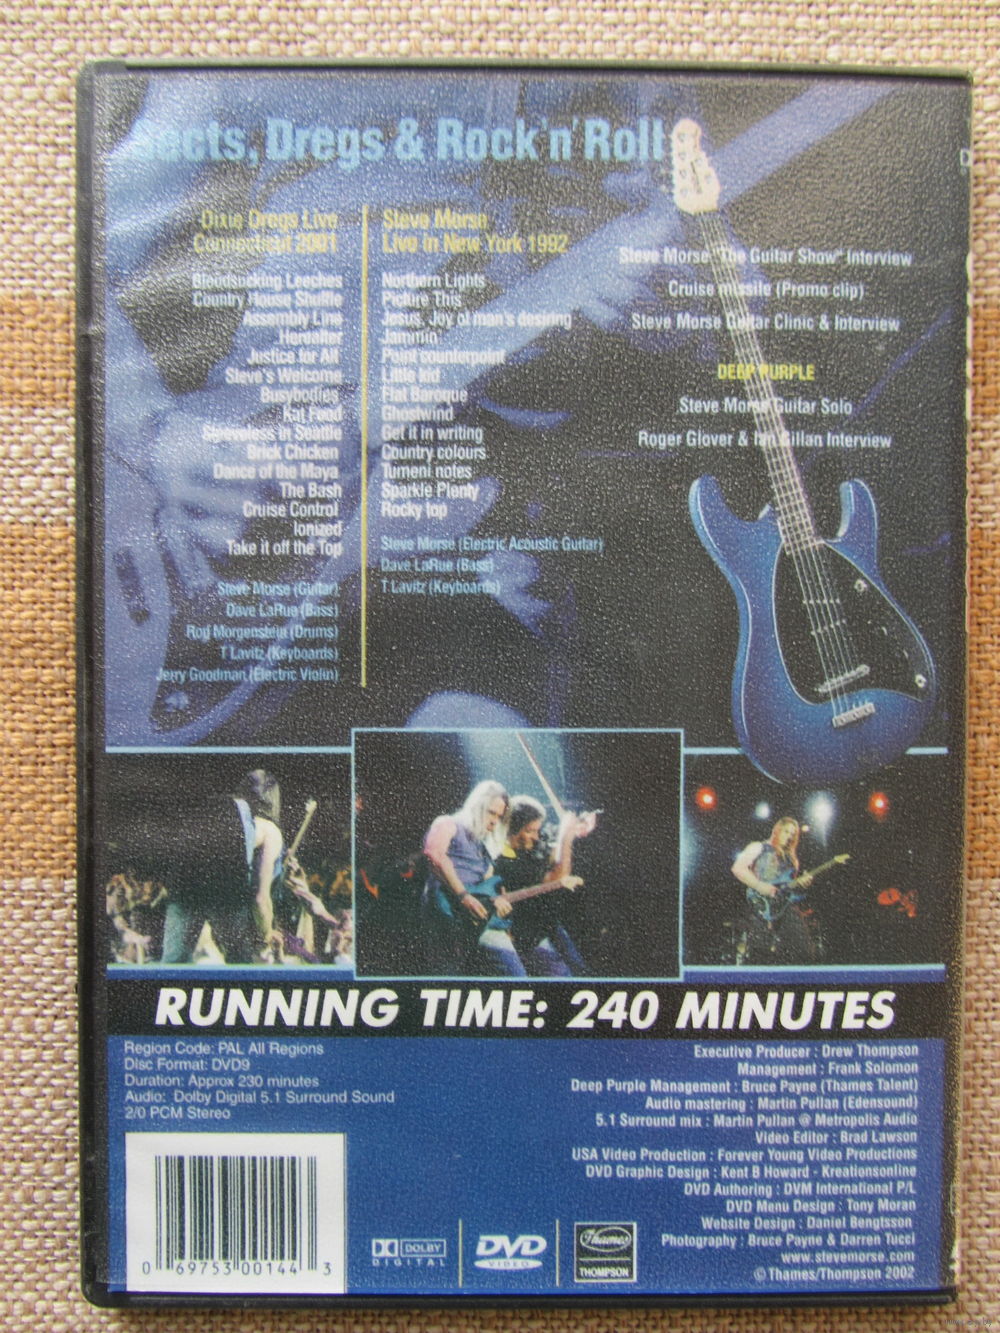 Dregs & Rock 'n' Roll
Dixie Dregs Live
Connecticut 2001
Bloodsucking Leeches
Country House Shuffle
Assembly Line
Hereafter
Justice for All
Steve's Welcome
Busybodies
Kat Food
Sleeveless in Seattle
Brick Chicken
Dance of the Maya
The Bash
Cruise Control
Ionized
Take it off the Top
Steve Morse (Guitar)
Dave LaRue (Bass)
Rod Morgenstein (Drums)
T Lavitz (Keyboards)
Jerry Goodman (Electric Violin)
Steve Morse
Live in New York 1992
Northern Lights
Picture This
Jesus, Joy of man's desiring
Jammin
Point counterpoint
Little kid
Flat Baroque
Ghostwind
Get it in writing
Country colours
Tumeni notes
Sparkle Plenty
Rocky top
Steve Morse (Electric Acoustic Guitar)
Dave LaRue (Bass)
T Lavitz (Keyboards)
Steve Morse "The Guitar Show" Interview
Cruise missile (Promo clip)
Steve Morse Guitar Clinic & Interview
DEEP PURPLE
Steve Morse Guitar Solo
Roger Glover & Ian Gillan Interview
RUNNING TIME: 240 MINUTES
Region Code: PAL All Regions
Disc Format: DVD9
Duration: Approx 230 minutes
Audio: Dolby Digital 5.1 Surround Sound
2/0 PCM Stereo
Executive Producer : Drew Thompson
Management : Frank Solomon
Deep Purple Management : Bruce Payne (Thames Talent)
Audio mastering : Martin Pullan (Edensound)
5.1 Surround mix : Martin Pullan @ Metropolis Audio
Video Editor : Brad Lawson
USA Video Production : Forever Young Video Productions
DVD Graphic Design : Kent B Howard - Kreationsonline
DVD Authoring : DVM International P/L
DVD Menu Design : Tony Moran
Website Design : Daniel Bengtsson
Photography : Bruce Payne & Darren Tucci
www.stevemorse.com
©Thames/Thompson 2002
0 69753 00144 3
DOLBY
DIGITAL
DVD
VIDEO
Thames
THOMPSON